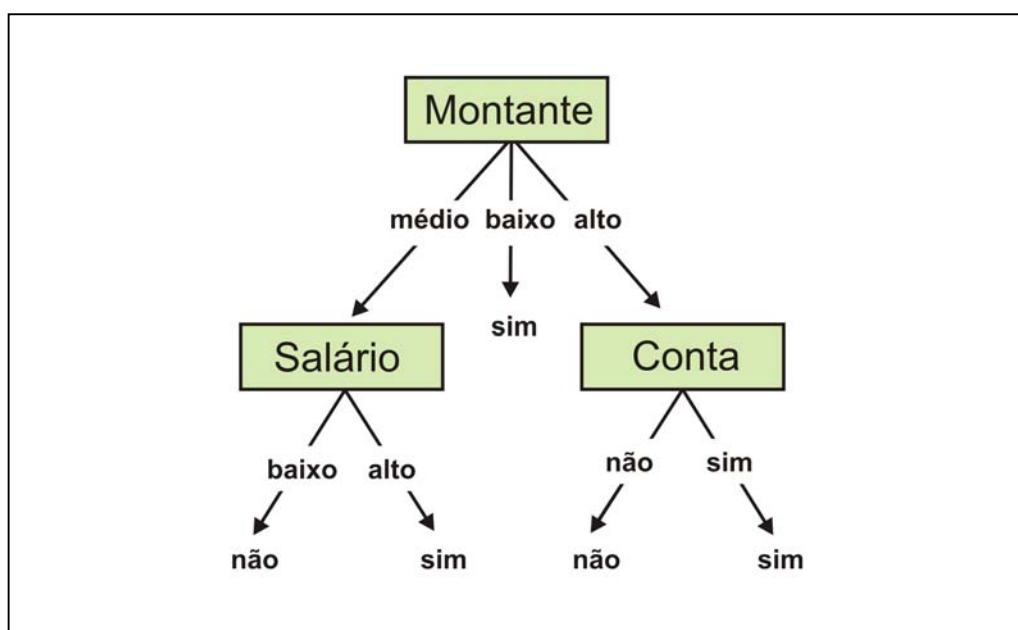 Montante
médio baixo alto
sim
Salário
Conta
baixo alto
não sim
não sim
não sim